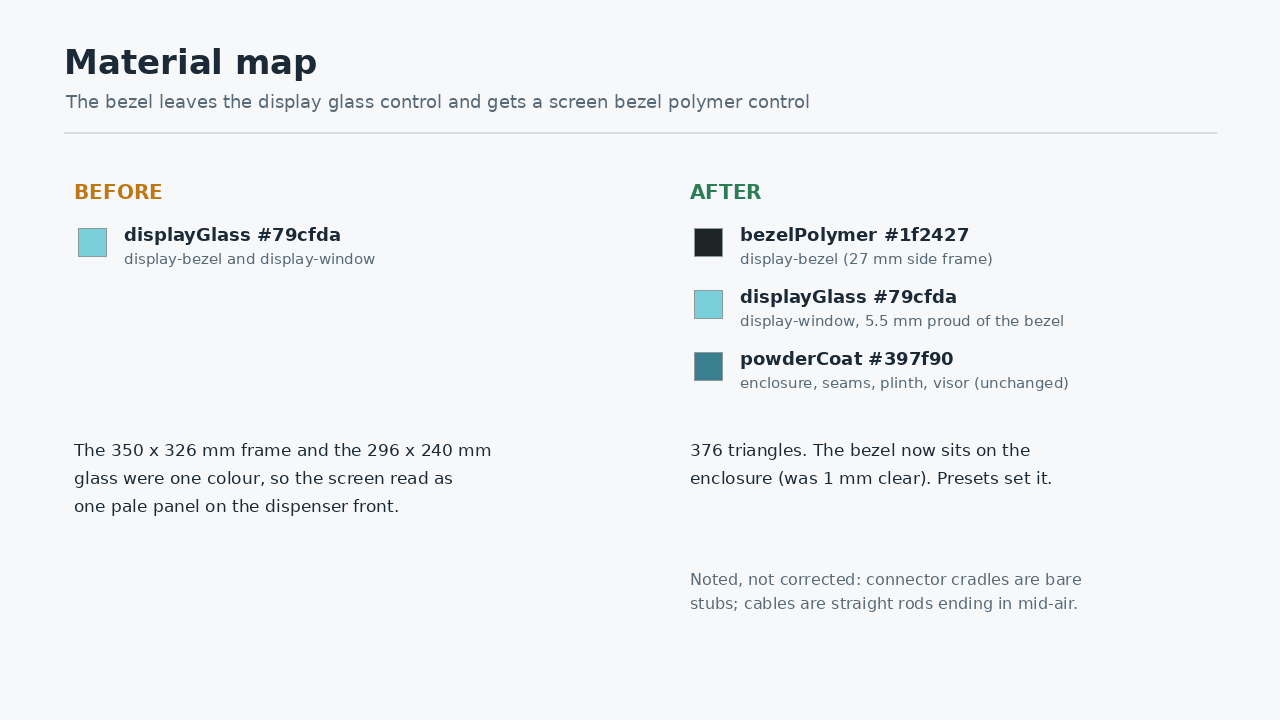 Material map
The bezel leaves the display glass control and gets a screen bezel polymer control
BEFORE
displayGlass #79cfda
display-bezel and display-window
The 350 x 326 mm frame and the 296 x 240 mm
glass were one colour, so the screen read as
one pale panel on the dispenser front.
AFTER
bezelPolymer #1f2427
display-bezel (27 mm side frame)
displayGlass #79cfda
display-window, 5.5 mm proud of the bezel
powderCoat #397f90
enclosure, seams, plinth, visor (unchanged)
376 triangles. The bezel now sits on the
enclosure (was 1 mm clear). Presets set it.
Noted, not corrected: connector cradles are bare
stubs; cables are straight rods ending in mid-air.